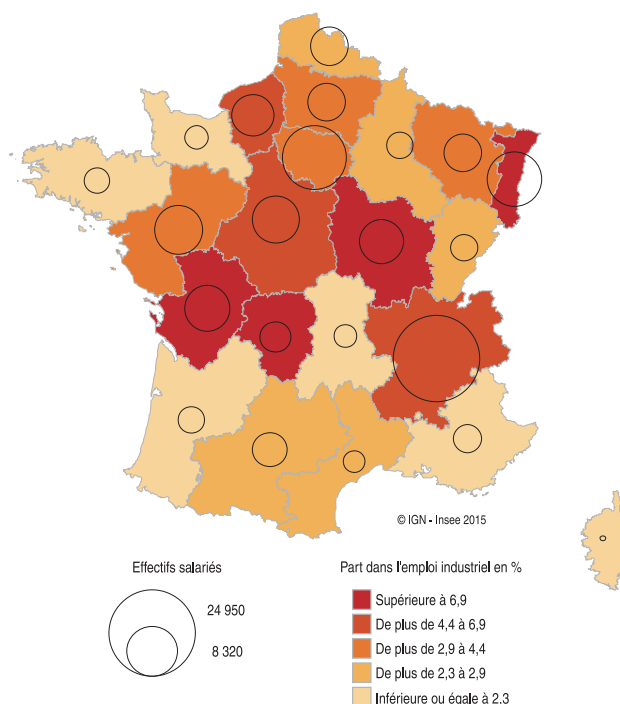 © IGN - Insee 2015
Effectifs salariés
24 950
8 320
Part dans l'emploi industriel en %
Supérieure à 6,9
De plus de 4,4 à 6,9
De plus de 2,9 à 4,4
De plus de 2,3 à 2,9
Inférieure ou égale à 2.3